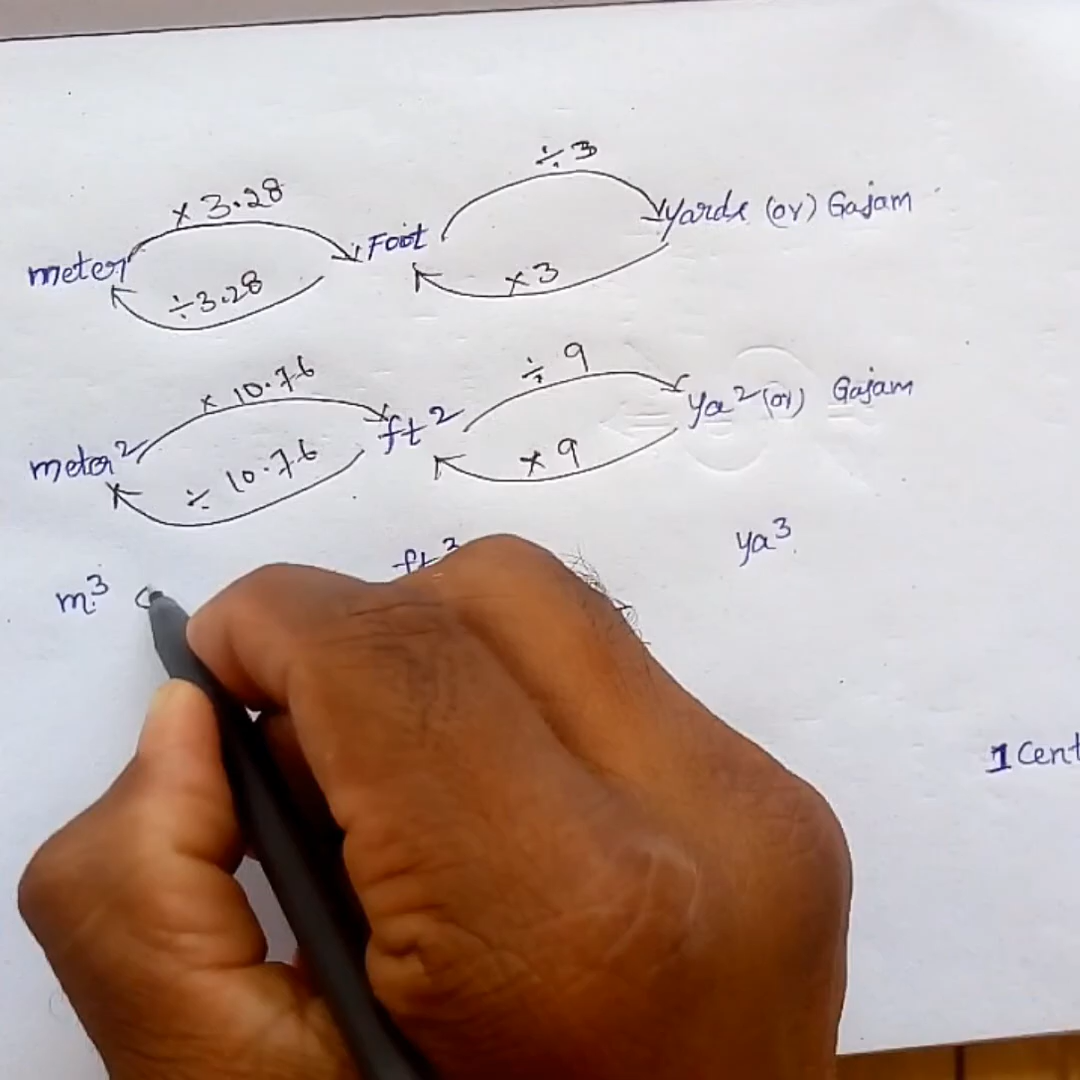 ÷ 3
× 3.28
meter Foot yards (or) Gajam
÷3.28 ×3
÷ 9
× 10.76
meter² ft² ya² (or) Gajam
÷ 10.76 × 9
m³ ft³ ya³
1 Cent